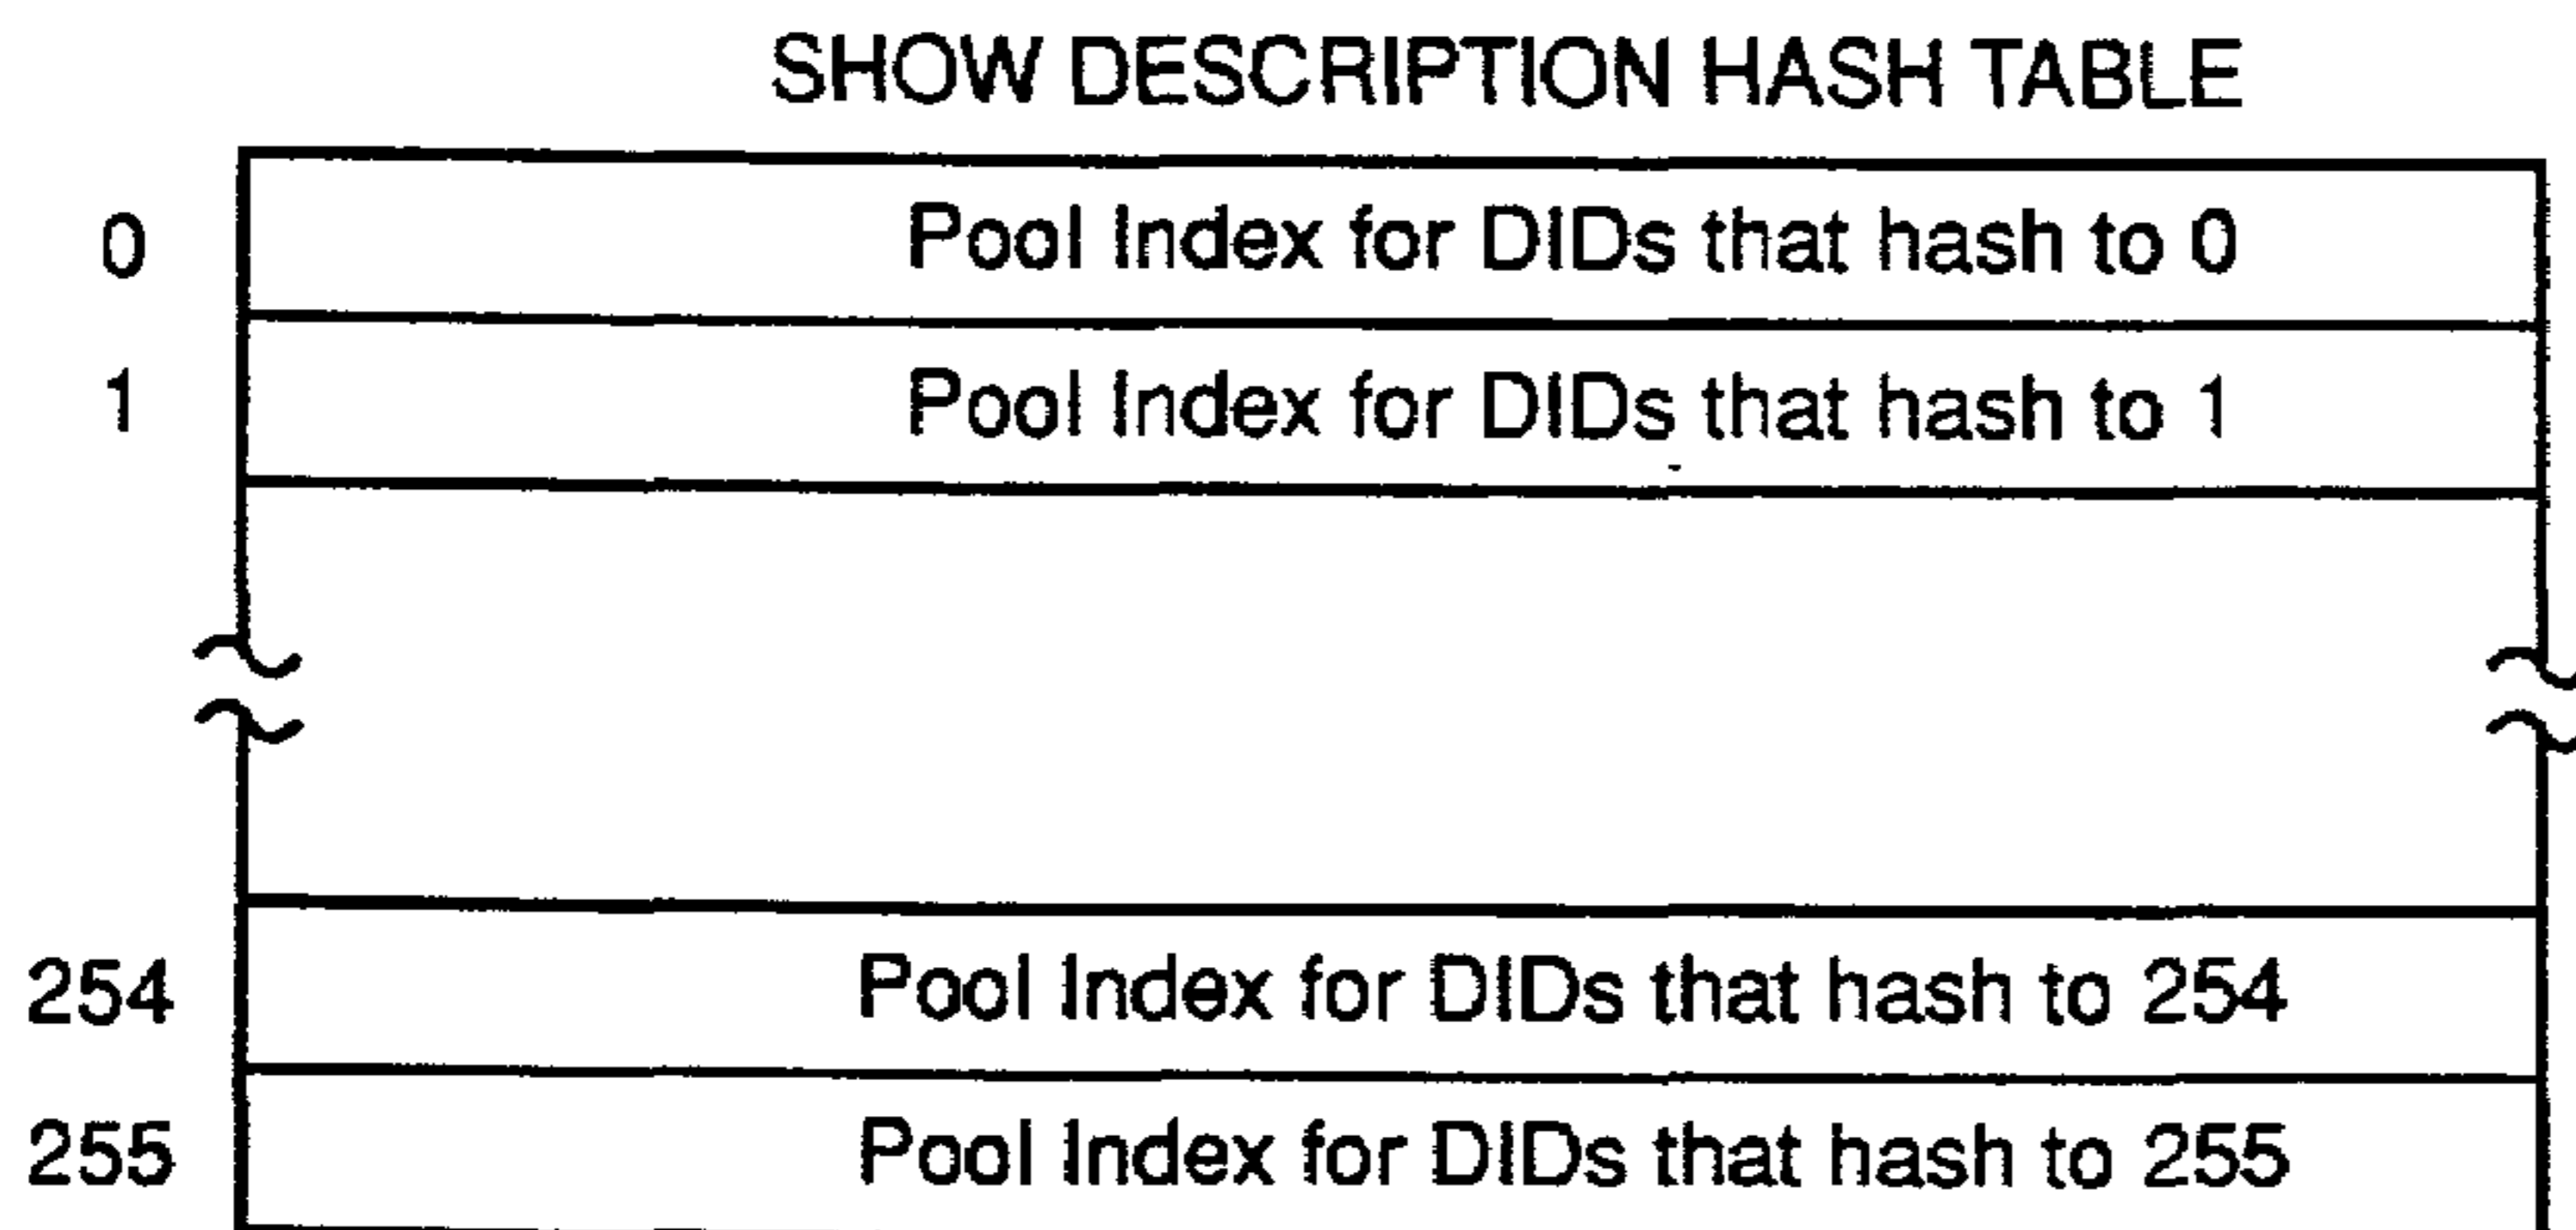 SHOW DESCRIPTION HASH TABLE
0 Pool Index for DIDs that hash to 0
1 Pool Index for DIDs that hash to 1
254 Pool Index for DIDs that hash to 254
255 Pool Index for DIDs that hash to 255